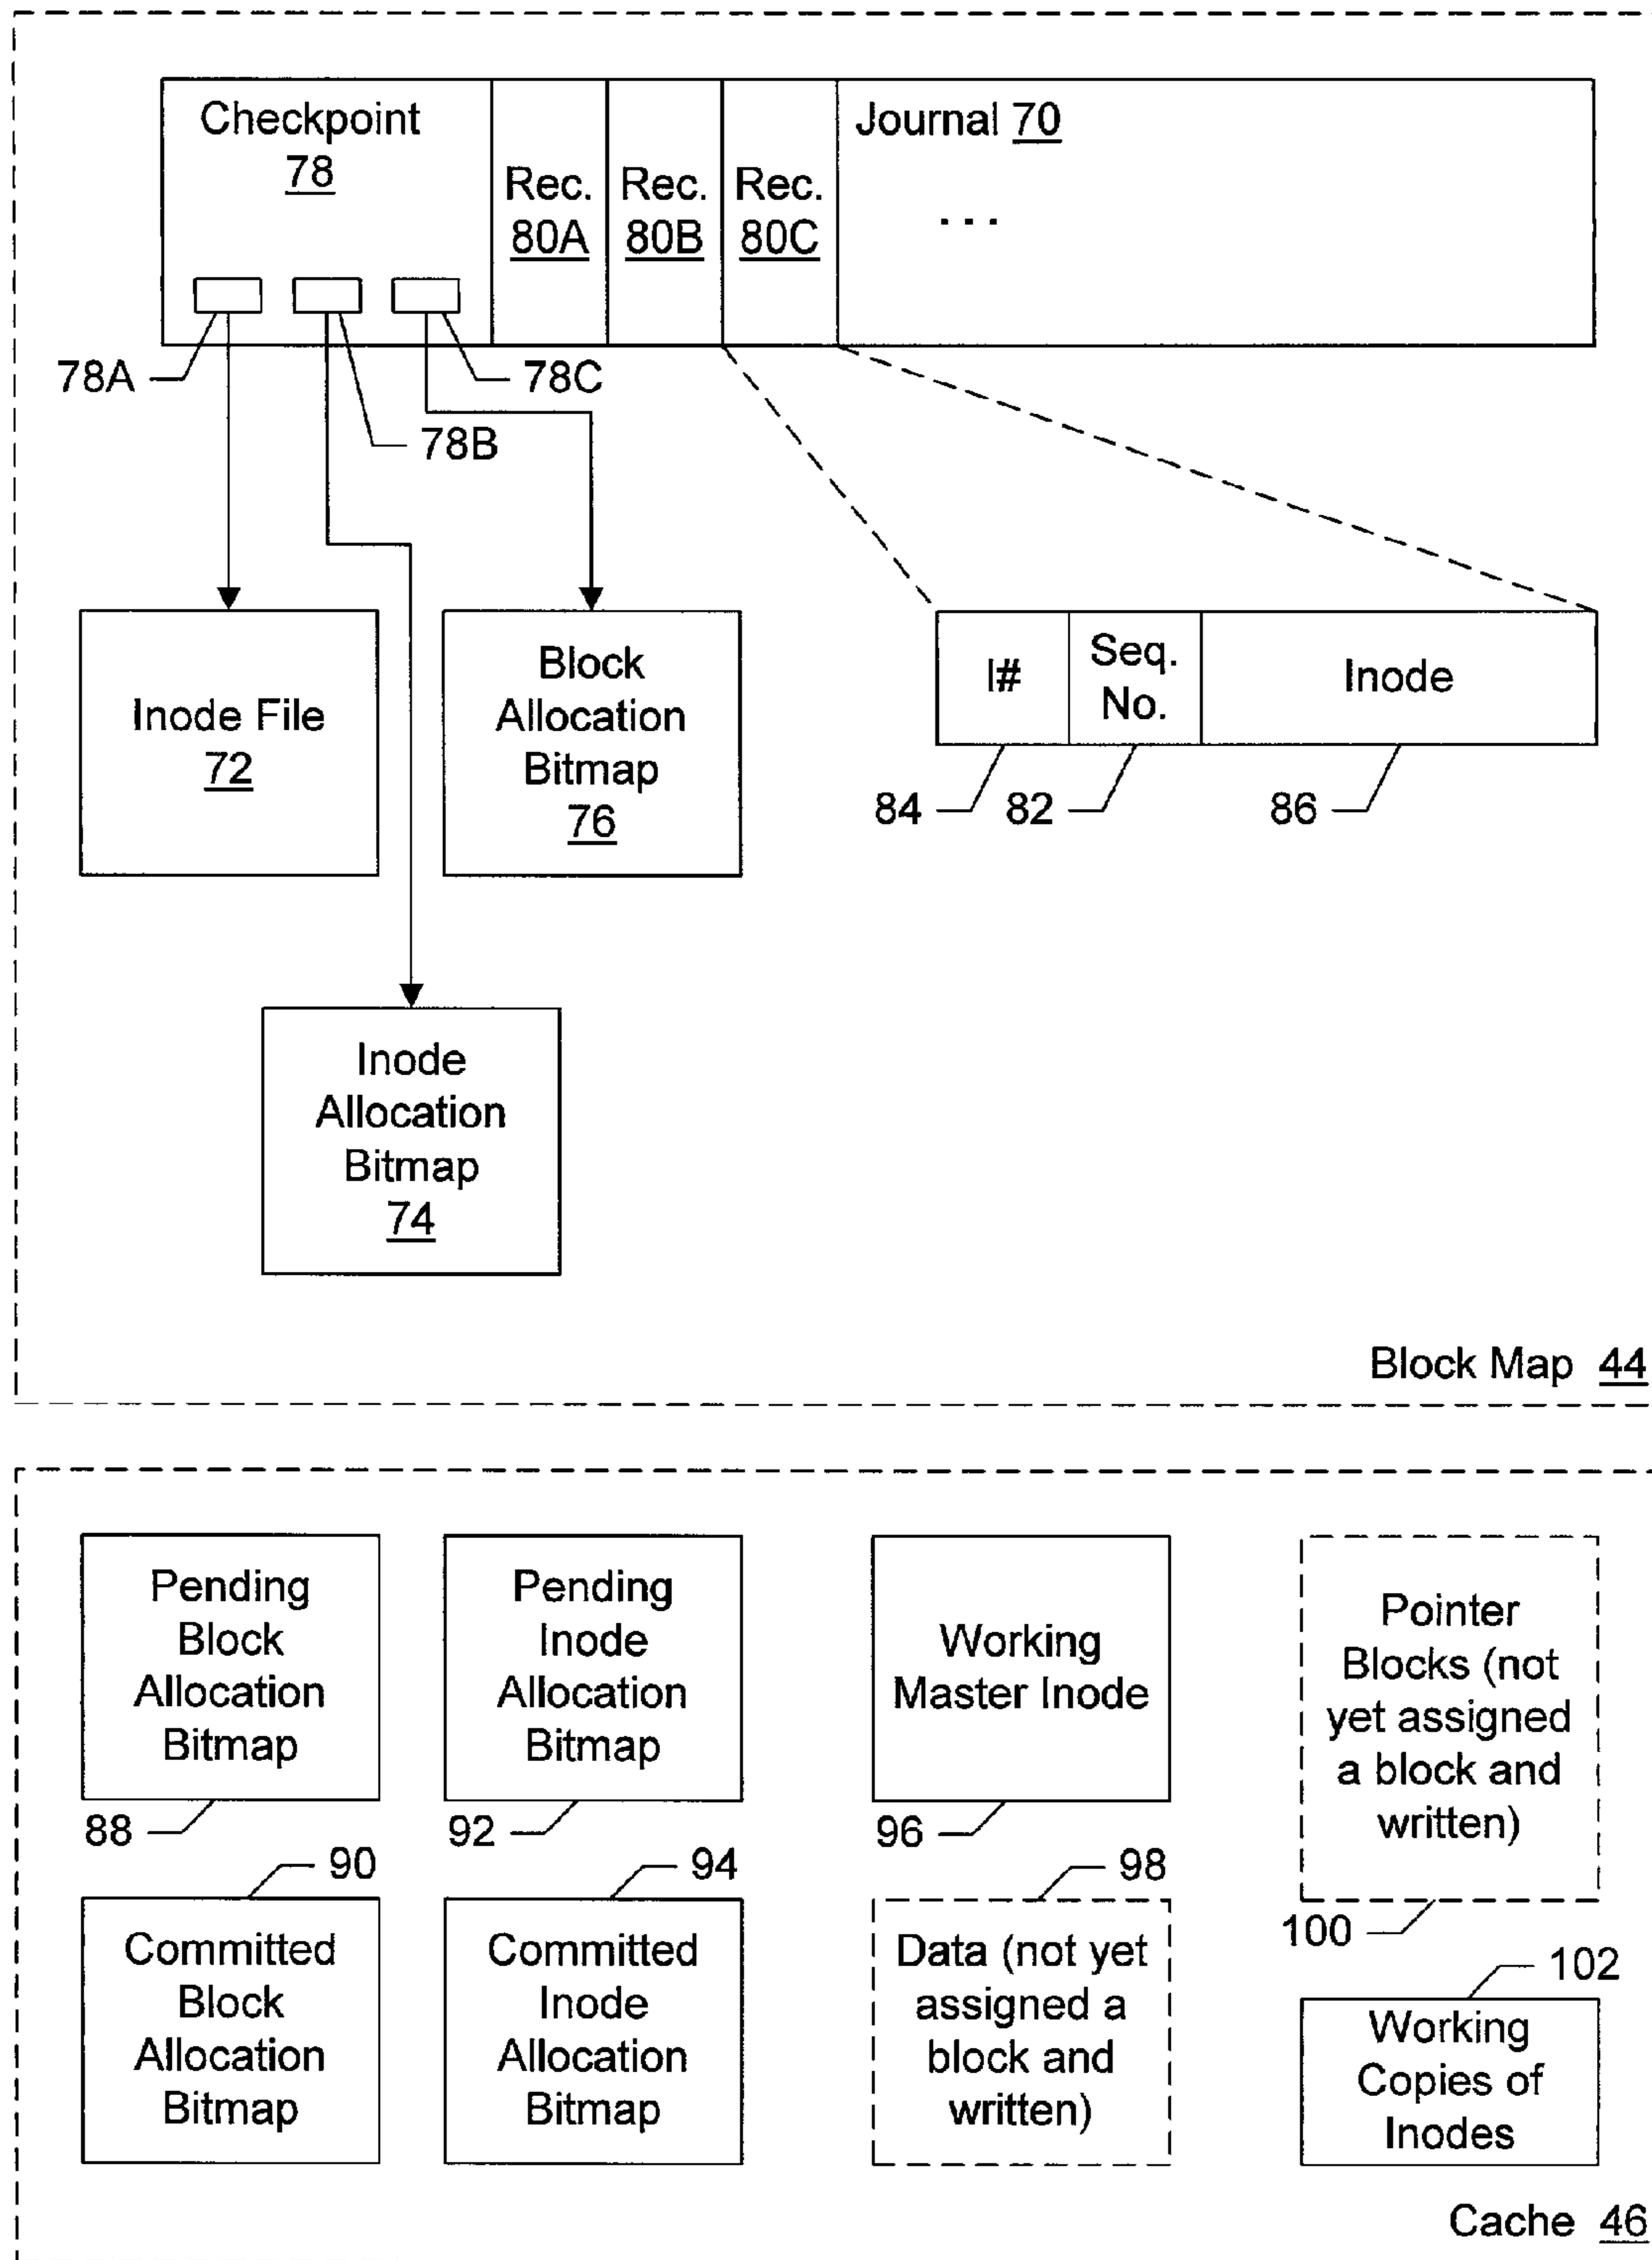 Checkpoint
78
Rec.
80A
Rec.
80B
Rec.
80C
Journal 70
...
78A
78C
78B
Inode File
72
Block
Allocation
Bitmap
76
I#
Seq.
No.
Inode
84
82
86
Inode
Allocation
Bitmap
74
Block Map 44
Pending
Block
Allocation
Bitmap
88
Pending
Inode
Allocation
Bitmap
92
Working
Master Inode
96
Pointer
Blocks (not
yet assigned
a block and
written)
100
90
Committed
Block
Allocation
Bitmap
94
Committed
Inode
Allocation
Bitmap
98
Data (not yet
assigned a
block and
written)
102
Working
Copies of
Inodes
Cache 46